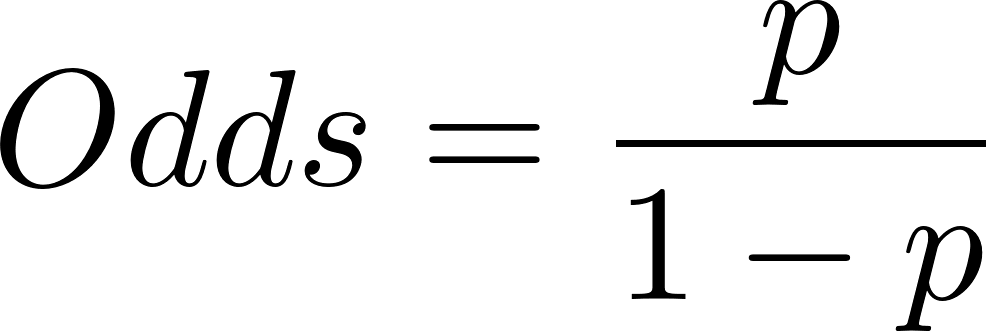 Odds = p / (1 − p)